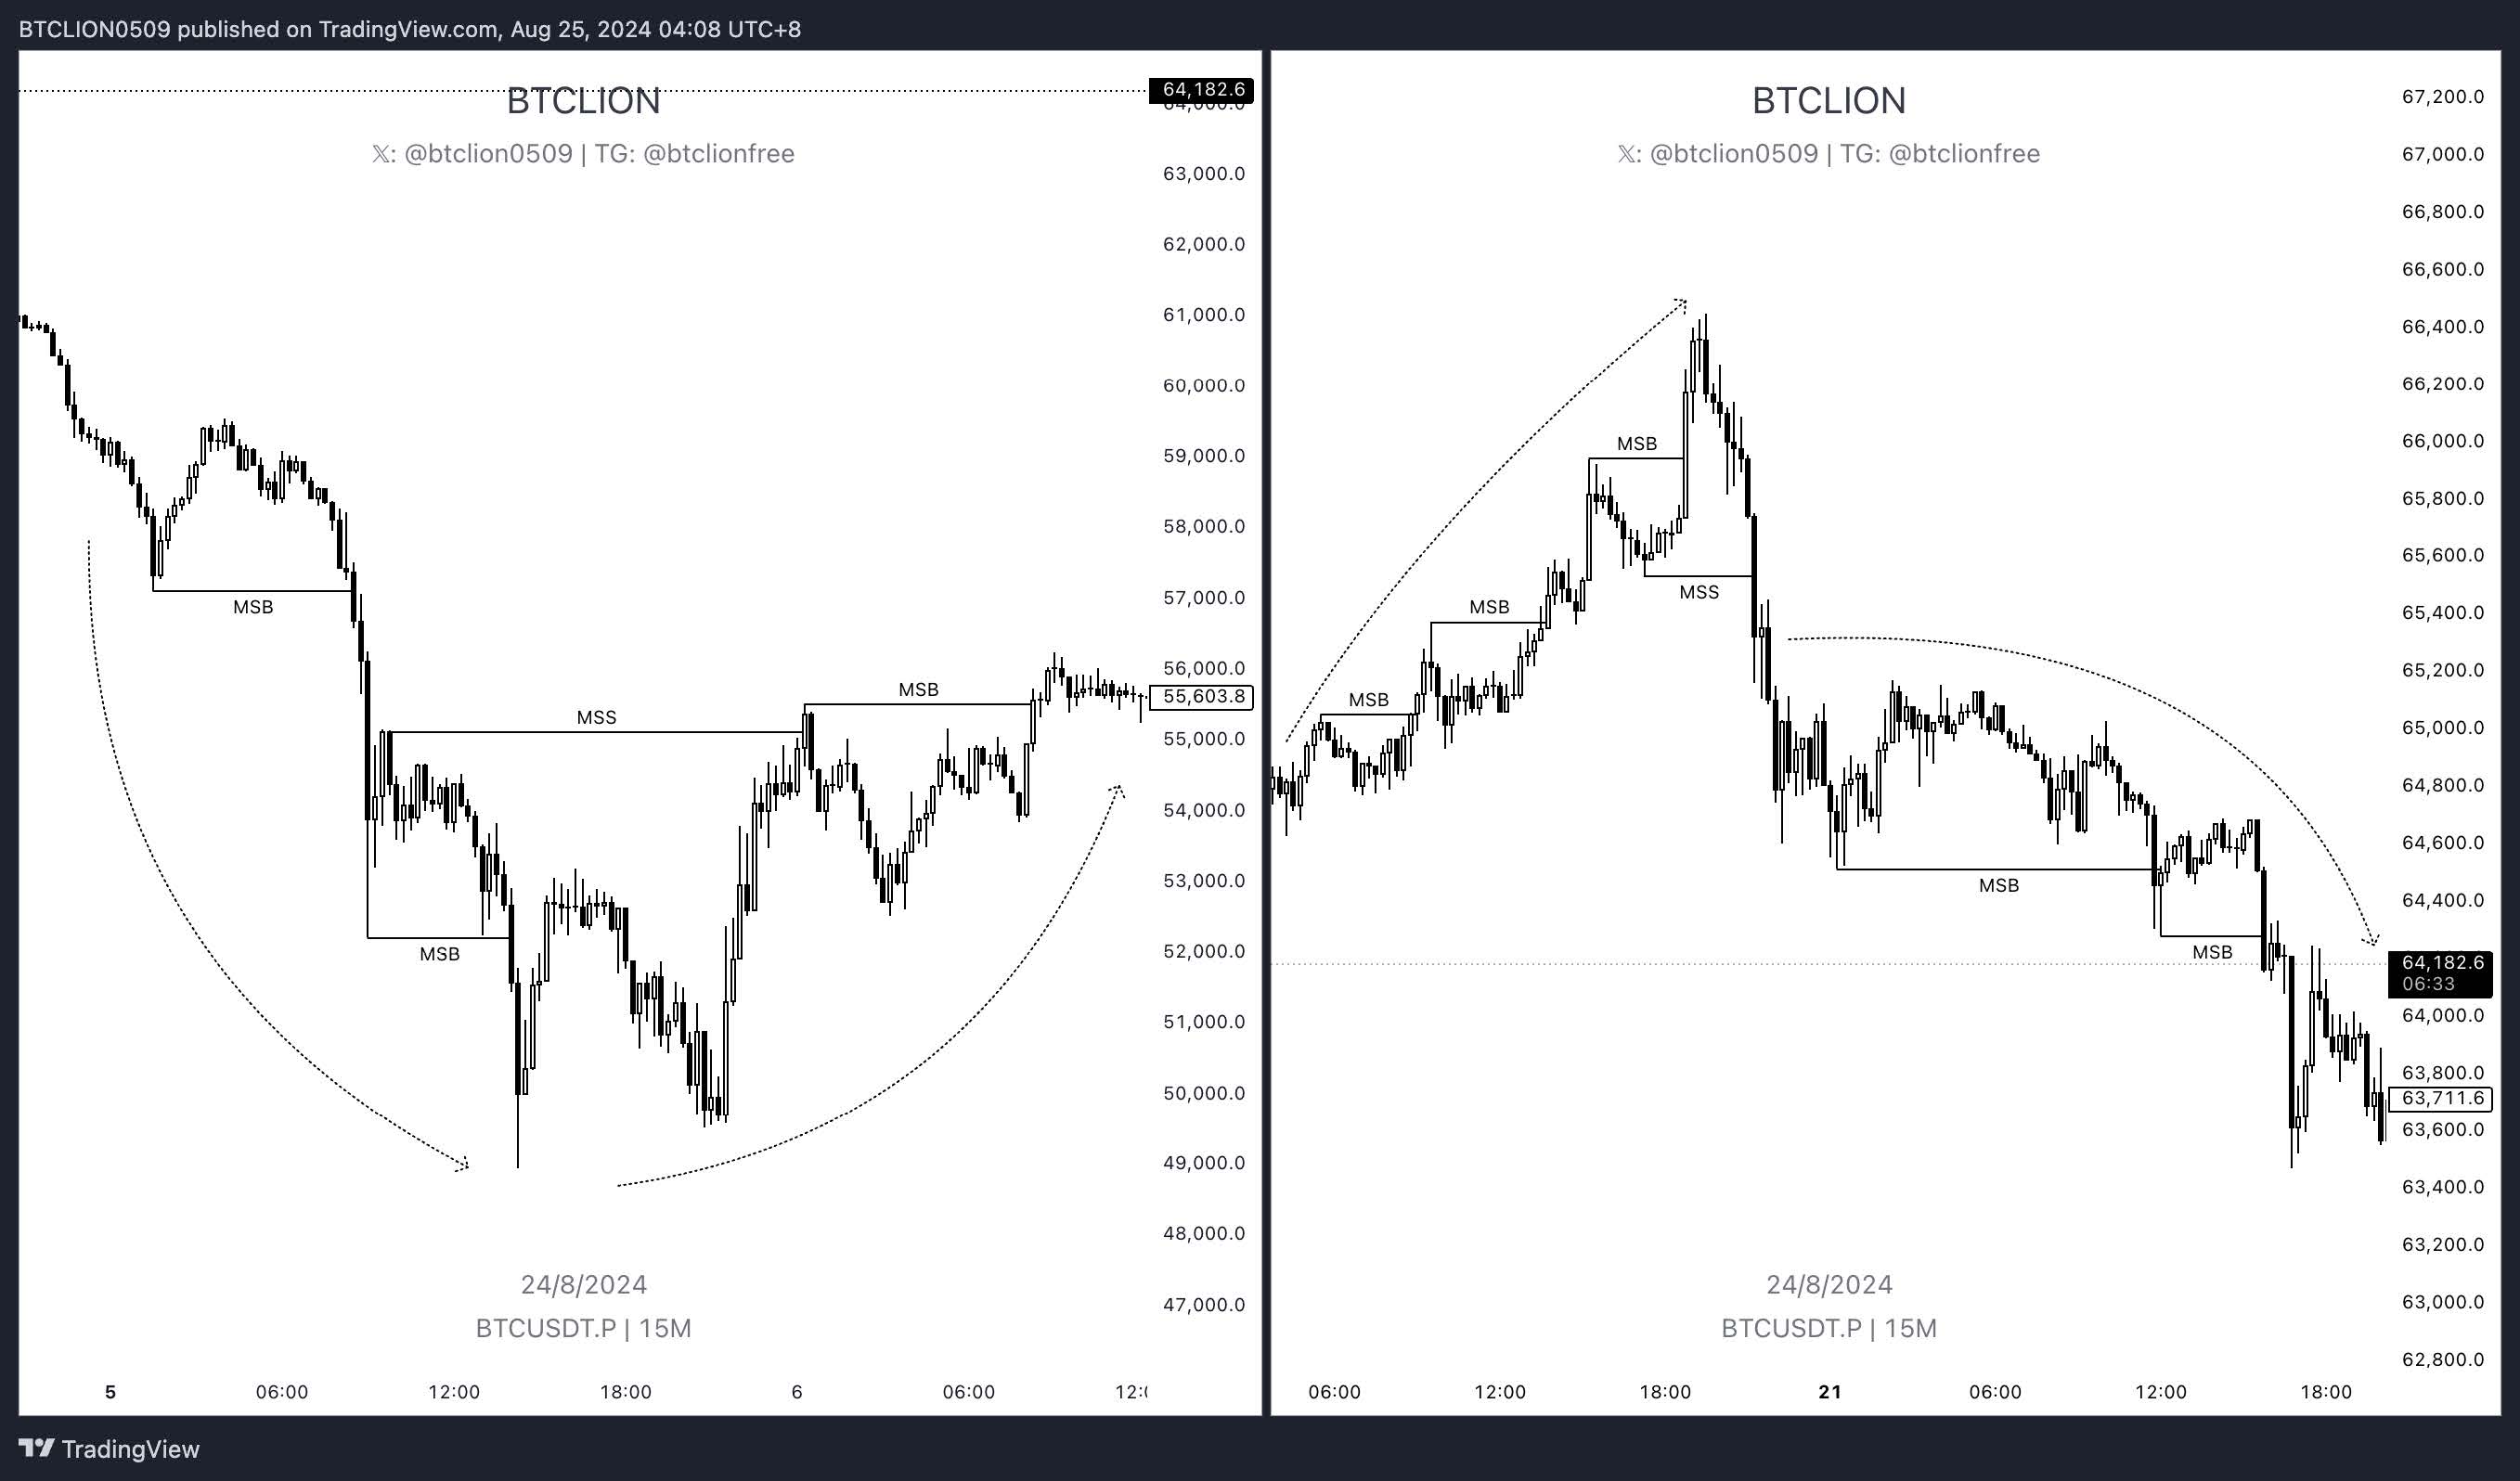 BTCLION0509 published on TradingView.com, Aug 25, 2024 04:08 UTC+8
BTCLION
𝕏: @btclion0509 | TG: @btclionfree
64,182.6
64,000.0
63,000.0
62,000.0
61,000.0
60,000.0
59,000.0
58,000.0
57,000.0
56,000.0
55,603.8
55,000.0
54,000.0
53,000.0
52,000.0
51,000.0
50,000.0
49,000.0
48,000.0
47,000.0
MSB
MSS
MSB
MSB
24/8/2024
BTCUSDT.P | 15M
5 06:00 12:00 18:00 6 06:00 12:0
BTCLION
𝕏: @btclion0509 | TG: @btclionfree
67,200.0
67,000.0
66,800.0
66,600.0
66,400.0
66,200.0
66,000.0
65,800.0
65,600.0
65,400.0
65,200.0
65,000.0
64,800.0
64,600.0
64,400.0
64,182.6
06:33
64,000.0
63,800.0
63,711.6
63,600.0
63,400.0
63,200.0
63,000.0
62,800.0
MSB
MSS
MSB
MSB
MSB
MSB
24/8/2024
BTCUSDT.P | 15M
06:00 12:00 18:00 21 06:00 12:00 18:00
TradingView